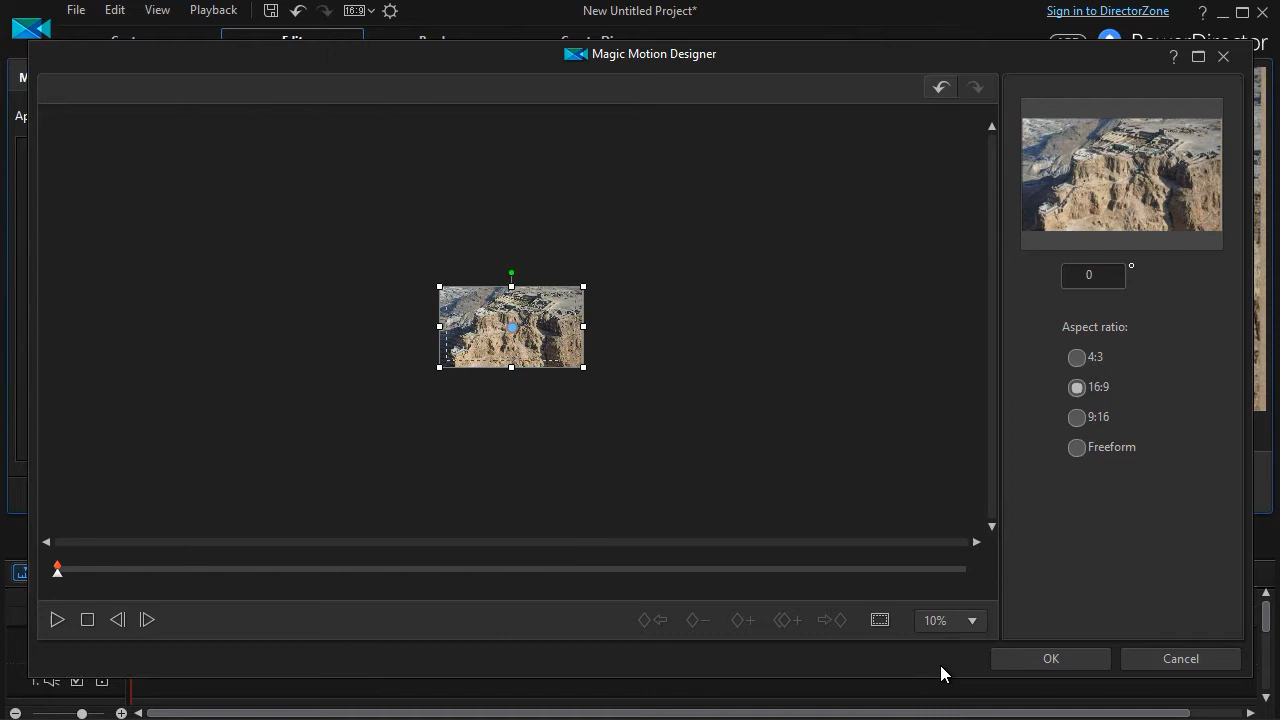 File Edit View Playback 16:9 New Untitled Project* Sign in to DirectorZone ?
Magic Motion Designer ?
0
Aspect ratio:
4:3
16:9
9:16
Freeform
10%
OK Cancel
1.